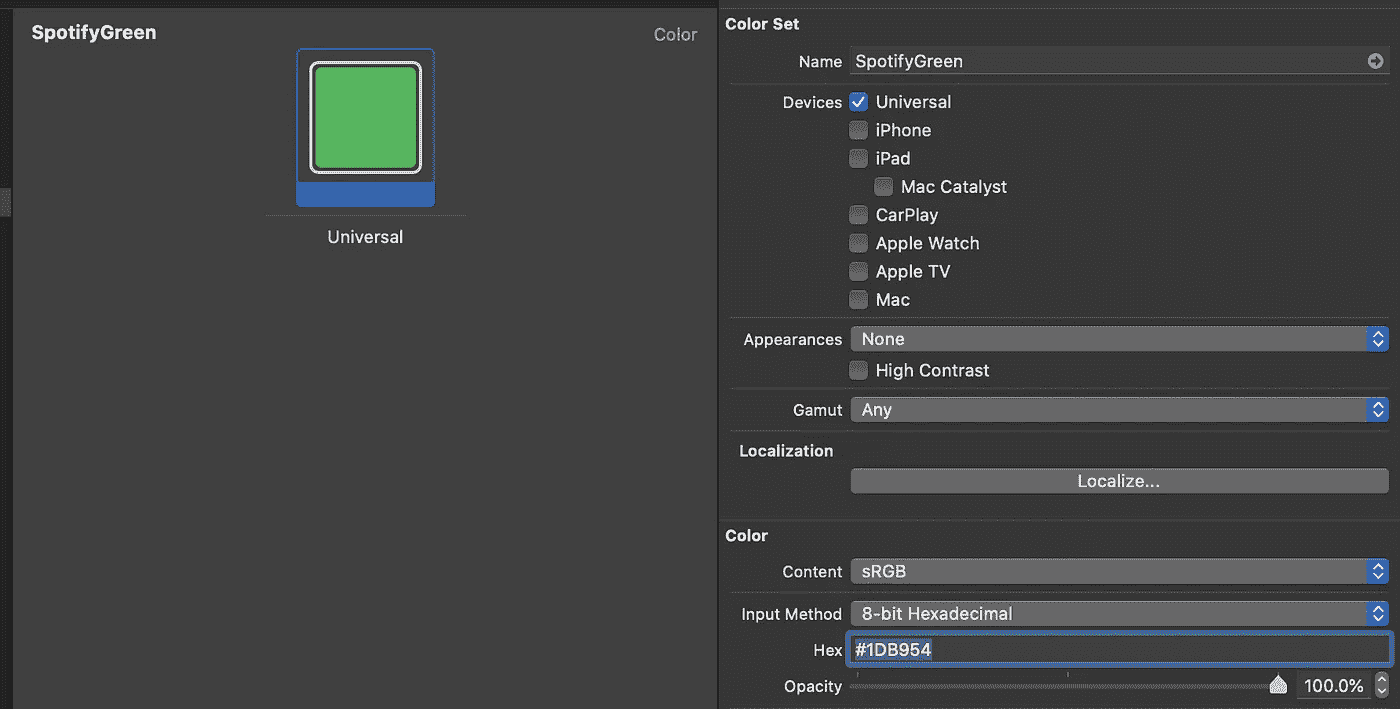 SpotifyGreen
Color
Universal
Color Set
Name SpotifyGreen
Devices Universal
iPhone
iPad
Mac Catalyst
CarPlay
Apple Watch
Apple TV
Mac
Appearances None
High Contrast
Gamut Any
Localization
Localize...
Color
Content sRGB
Input Method 8-bit Hexadecimal
Hex #1DB954
Opacity 100.0%